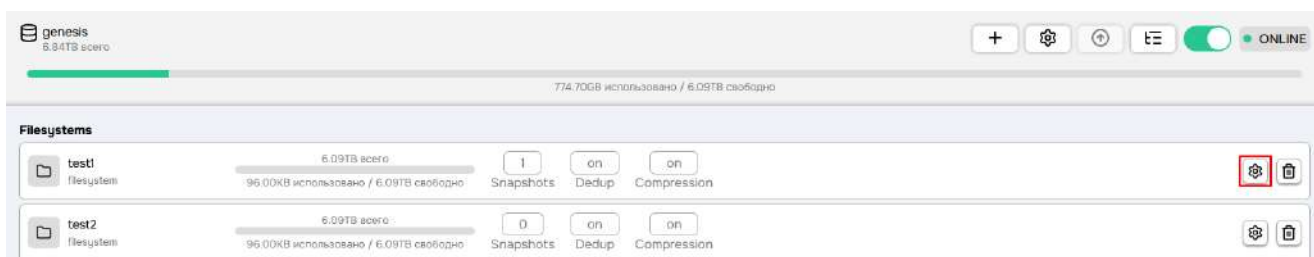 genesis
6.84TB всего
ONLINE
774.70GB использовано / 6.09TB свободно
Filesystems
test1
filesystem
6.09TB всего
96.00KB использовано / 6.09TB свободно
1
Snapshots
on
Dedup
on
Compression
test2
filesystem
6.09TB всего
96.00KB использовано / 6.09TB свободно
0
Snapshots
on
Dedup
on
Compression